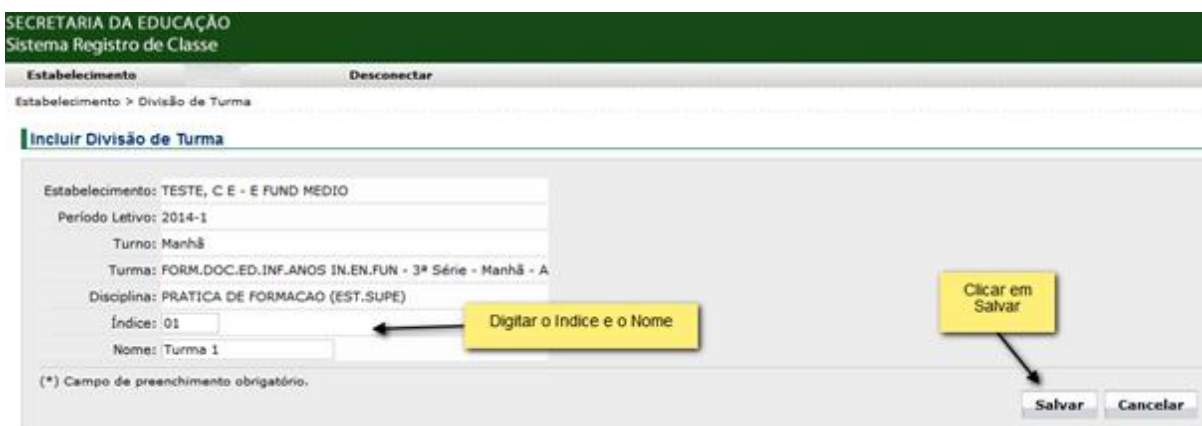 SECRETARIA DA EDUCAÇÃO
Sistema Registro de Classe
Estabelecimento Desconectar
Estabelecimento > Divisão de Turma
Incluir Divisão de Turma
Estabelecimento: TESTE, C E - E FUND MEDIO
Período Letivo: 2014-1
Turno: Manhã
Turma: FORM.DOC.ED.INF.ANOS IN.EN.FUN - 3ª Série - Manhã - A
Disciplina: PRATICA DE FORMACAO (EST.SUPE)
Índice: 01
Nome: Turma 1
Digitar o Indice e o Nome
Clicar em
Salvar
(*) Campo de preenchimento obrigatório.
Salvar Cancelar